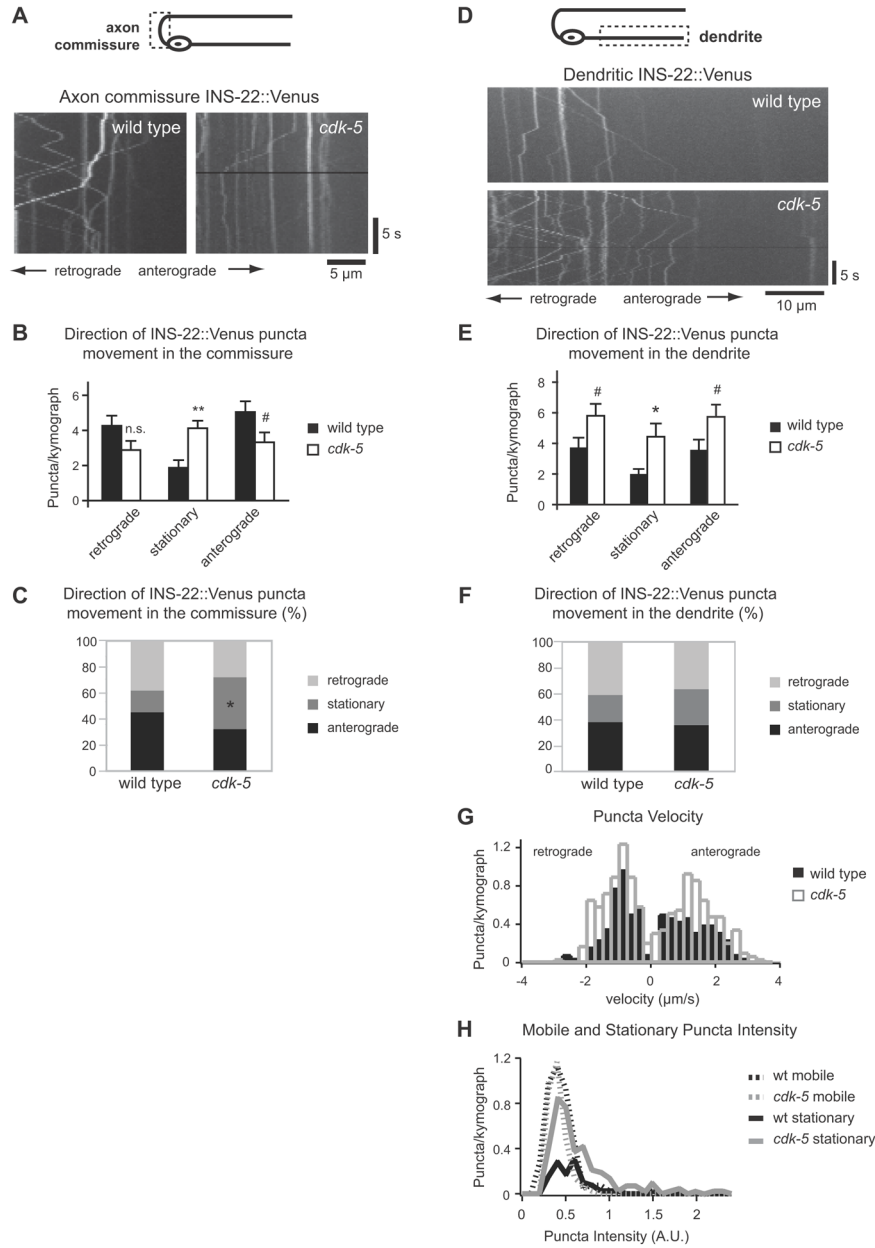 A
axon
commissure
Axon commissure INS-22::Venus
wild type
cdk-5
5 s
retrograde
anterograde
5 μm
B
Direction of INS-22::Venus puncta
movement in the commissure
Puncta/kymograph
6
4
2
0
n.s.
**
#
wild type
cdk-5
retrograde
stationary
anterograde
C
Direction of INS-22::Venus puncta
movement in the commissure (%)
100
80
60
40
20
0
*
retrograde
stationary
anterograde
wild type
cdk-5
D
dendrite
Dendritic INS-22::Venus
wild type
cdk-5
5 s
retrograde
anterograde
10 μm
E
Direction of INS-22::Venus puncta
movement in the dendrite
Puncta/kymograph
8
6
4
2
0
#
*
#
wild type
cdk-5
retrograde
stationary
anterograde
F
Direction of INS-22::Venus puncta
movement in the dendrite (%)
100
80
60
40
20
0
retrograde
stationary
anterograde
wild type
cdk-5
G
Puncta Velocity
Puncta/kymograph
1.2
0.8
0.4
0
retrograde
anterograde
wild type
cdk-5
-4
-2
0
2
4
velocity (μm/s)
H
Mobile and Stationary Puncta Intensity
Puncta/kymograph
1.2
0.8
0.4
0
wt mobile
cdk-5 mobile
wt stationary
cdk-5 stationary
0
0.5
1
1.5
2
Puncta Intensity (A.U.)